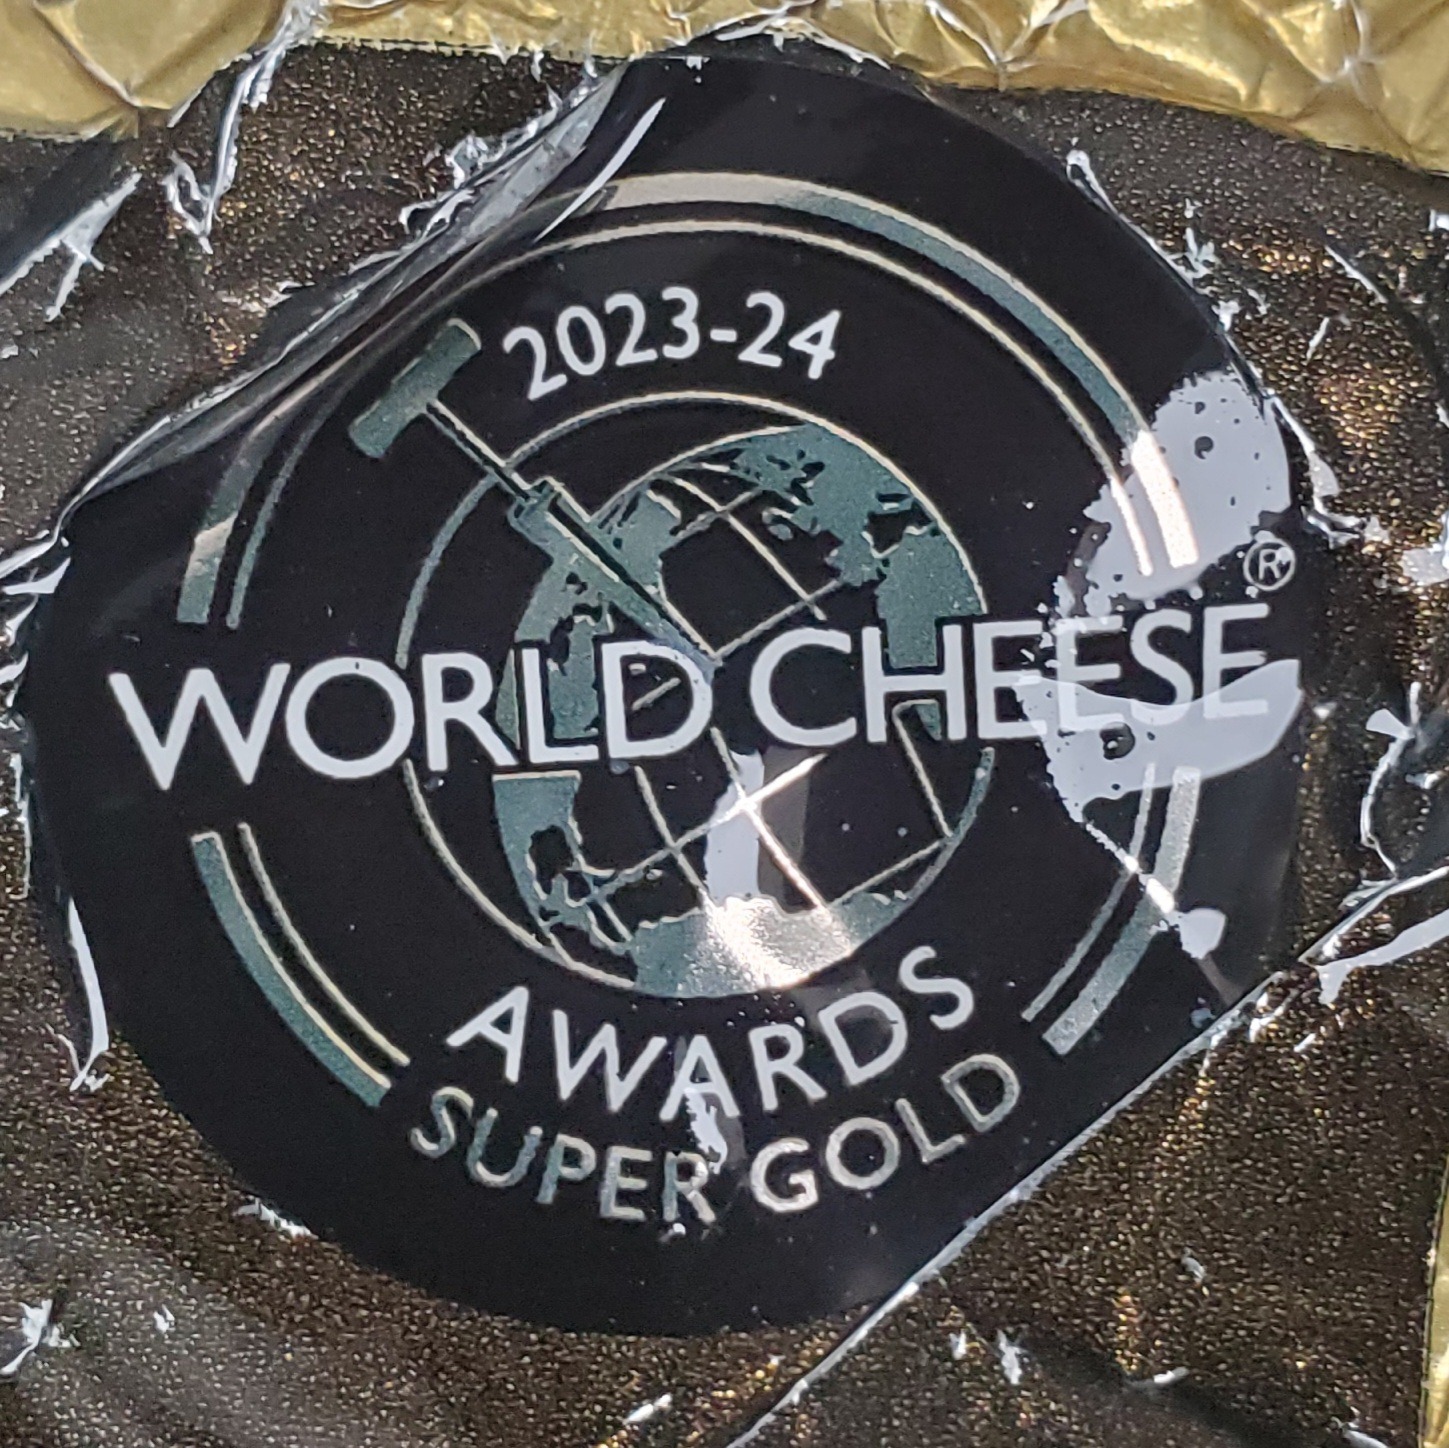 2023-24
WORLD CHEESE®
AWARDS
SUPER GOLD